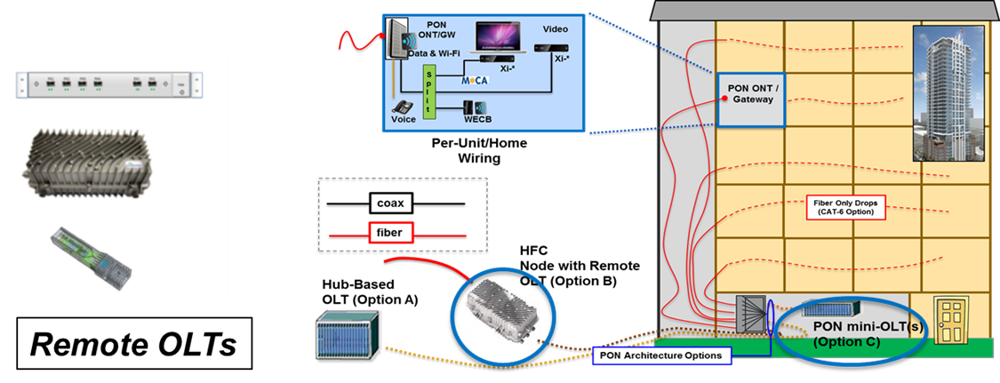 Remote OLTs
PON
ONT/GW
Data & Wi-Fi
Video
Xi-*
Xi-*
MoCA
Split
Voice
WECB
Per-Unit/Home
Wiring
coax
fiber
Hub-Based
OLT (Option A)
HFC
Node with Remote
OLT (Option B)
PON ONT /
Gateway
Fiber Only Drops
(CAT-6 Option)
PON mini-OLT(s)
(Option C)
PON Architecture Options